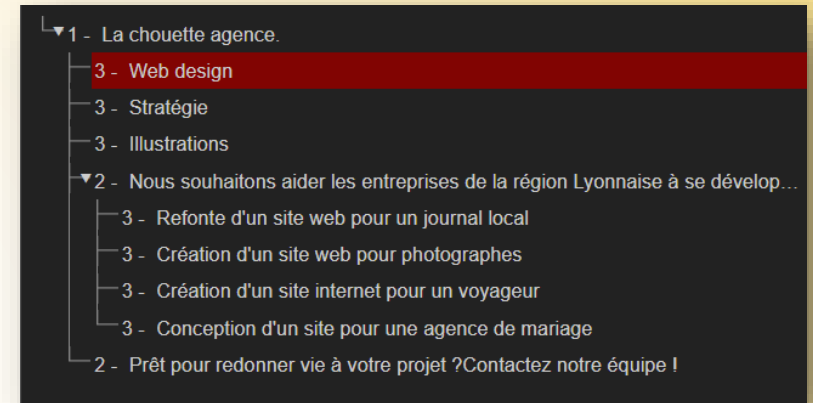 1 - La chouette agence.
3 - Web design
3 - Stratégie
3 - Illustrations
2 - Nous souhaitons aider les entreprises de la région Lyonnaise à se dévelop...
3 - Refonte d'un site web pour un journal local
3 - Création d'un site web pour photographes
3 - Création d'un site internet pour un voyageur
3 - Conception d'un site pour une agence de mariage
2 - Prêt pour redonner vie à votre projet ?Contactez notre équipe !